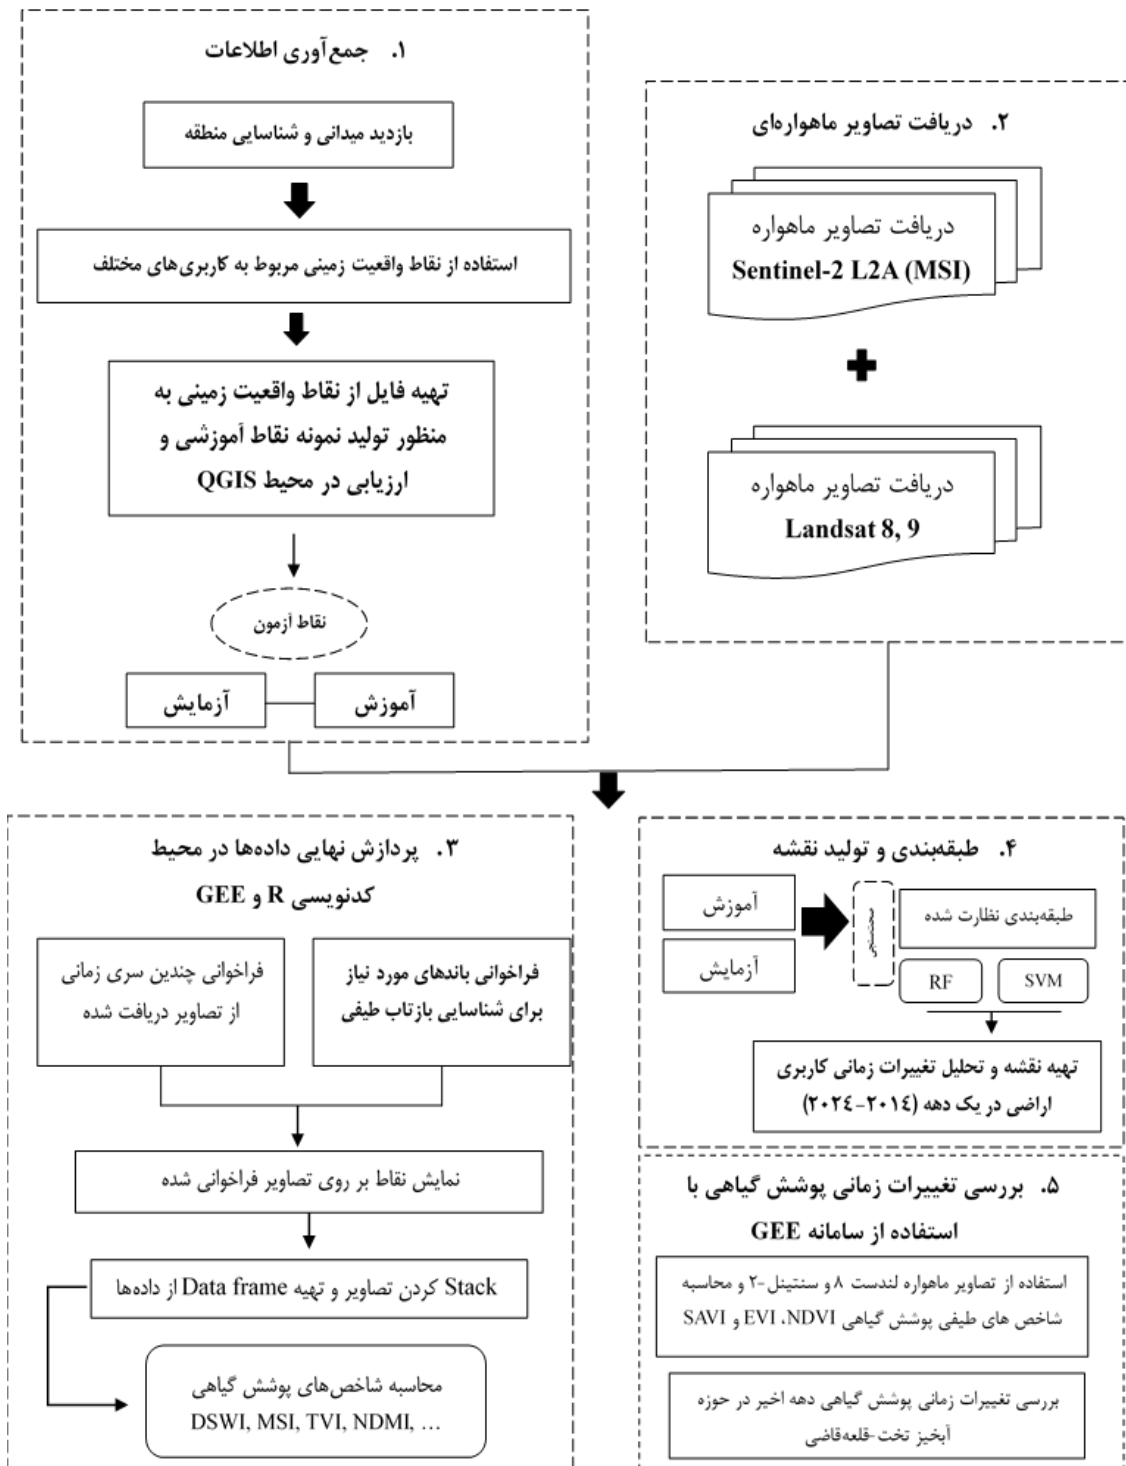 ۱. جمع‌آوری اطلاعات
بازدید میدانی و شناسایی منطقه
استفاده از نقاط واقعیت زمینی مربوط به کاربری‌های مختلف
تهیه فایل از نقاط واقعیت زمینی به
منظور تولید نمونه نقاط آموزشی و
ارزیابی در محیط QGIS
نقاط آزمون
آموزش
آزمایش
۲. دریافت تصاویر ماهواره‌ای
دریافت تصاویر ماهواره
Sentinel-2 L2A (MSI)
دریافت تصاویر ماهواره
Landsat 8, 9
۳. پردازش نهایی داده‌ها در محیط
کدنویسی R و GEE
فراخوانی باندهای مورد نیاز
برای شناسایی بازتاب طیفی
فراخوانی چندین سری زمانی
از تصاویر دریافت شده
نمایش نقاط بر روی تصاویر فراخوانی شده
Stack کردن تصاویر و تهیه Data frame از داده‌ها
محاسبه شاخص‌های پوشش گیاهی
DSWI, MSI, TVI, NDMI, …
۴. طبقه‌بندی و تولید نقشه
آموزش
آزمایش
صحت‌سنجی
طبقه‌بندی نظارت شده
RF
SVM
تهیه نقشه و تحلیل تغییرات زمانی کاربری
اراضی در یک دهه (٢٠١٤-٢٠٢٤)
۵. بررسی تغییرات زمانی پوشش گیاهی با
استفاده از سامانه GEE
استفاده از تصاویر ماهواره لندست ۸ و سنتینل-۲ و محاسبه
شاخص های طیفی پوشش گیاهی NDVI، EVI و SAVI
بررسی تغییرات زمانی پوشش گیاهی دهه اخیر در حوزه
آبخیز تخت-قلعه‌قاضی